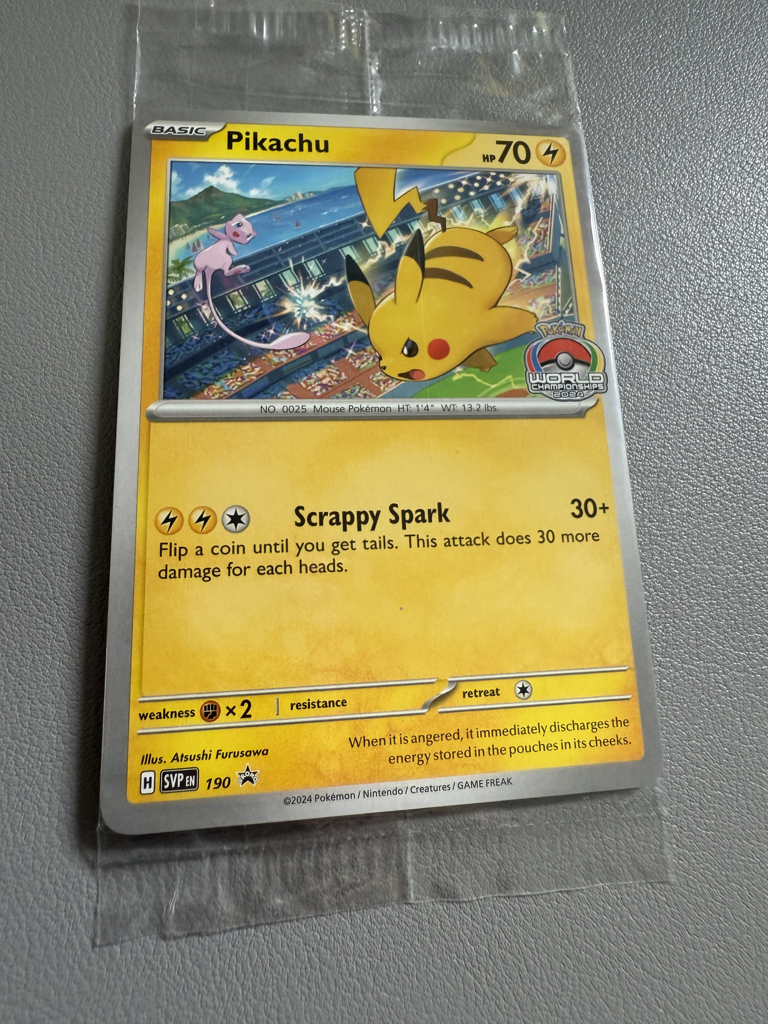 BASIC Pikachu HP 70
POKÉMON
WORLD
CHAMPIONSHIPS
2024
NO. 0025 Mouse Pokémon HT: 1'4" WT: 13.2 lbs
Scrappy Spark 30+
Flip a coin until you get tails. This attack does 30 more
damage for each heads.
weakness ×2 resistance retreat
Illus. Atsushi Furusawa
When it is angered, it immediately discharges the
energy stored in the pouches in its cheeks.
H SVP EN 190 PROMO
©2024 Pokémon / Nintendo / Creatures / GAME FREAK